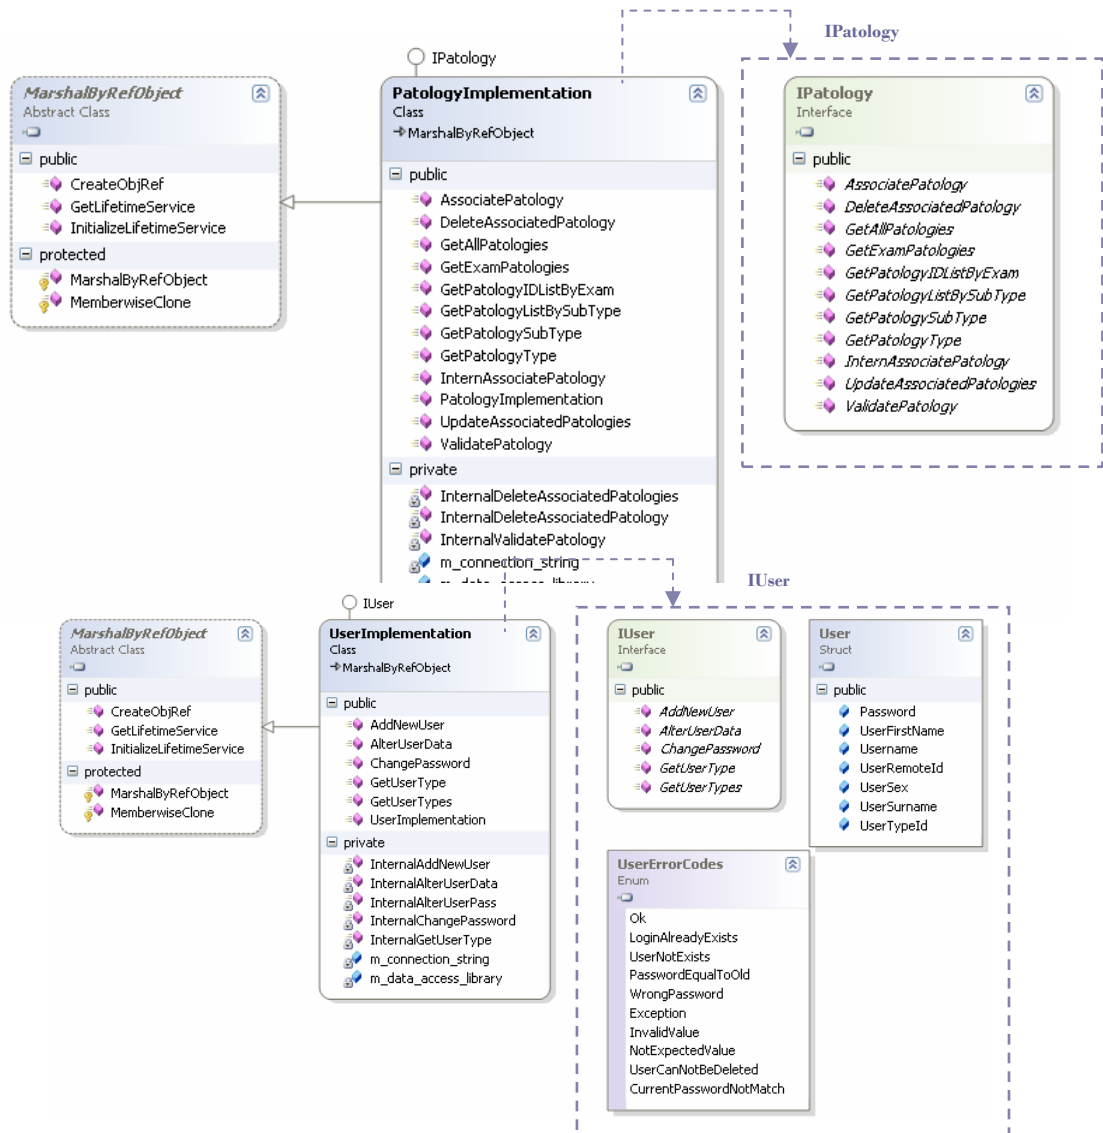 IPatology
IPatology
MarshalByRefObject
Abstract Class
public
CreateObjRef
GetLifetimeService
InitializeLifetimeService
protected
MarshalByRefObject
MemberwiseClone
PatologyImplementation
Class
MarshalByRefObject
public
AssociatePatology
DeleteAssociatedPatology
GetAllPatologies
GetExamPatologies
GetPatologyIDListByExam
GetPatologyListBySubType
GetPatologySubType
GetPatologyType
InternAssociatePatology
PatologyImplementation
UpdateAssociatedPatologies
ValidatePatology
private
InternalDeleteAssociatedPatologies
InternalDeleteAssociatedPatology
InternalValidatePatology
m_connection_string
m_data_access_library
IPatology
Interface
public
AssociatePatology
DeleteAssociatedPatology
GetAllPatologies
GetExamPatologies
GetPatologyIDListByExam
GetPatologyListBySubType
GetPatologySubType
GetPatologyType
InternAssociatePatology
UpdateAssociatedPatologies
ValidatePatology
IUser
IUser
MarshalByRefObject
Abstract Class
public
CreateObjRef
GetLifetimeService
InitializeLifetimeService
protected
MarshalByRefObject
MemberwiseClone
UserImplementation
Class
MarshalByRefObject
public
AddNewUser
AlterUserData
ChangePassword
GetUserType
GetUserTypes
UserImplementation
private
InternalAddNewUser
InternalAlterUserData
InternalAlterUserPass
InternalChangePassword
InternalGetUserType
m_connection_string
m_data_access_library
IUser
Interface
public
AddNewUser
AlterUserData
ChangePassword
GetUserType
GetUserTypes
User
Struct
public
Password
UserFirstName
Username
UserRemoteId
UserSex
UserSurname
UserTypeId
UserErrorCodes
Enum
Ok
LoginAlreadyExists
UserNotExists
PasswordEqualToOld
WrongPassword
Exception
InvalidValue
NotExpectedValue
UserCanNotBeDeleted
CurrentPasswordNotMatch